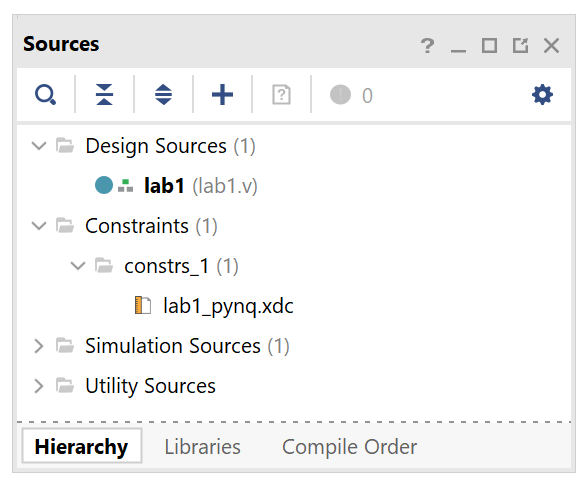 Sources ? 
0
Design Sources (1)
lab1 (lab1.v)
Constraints (1)
constrs_1 (1)
lab1_pynq.xdc
Simulation Sources (1)
Utility Sources
Hierarchy Libraries Compile Order